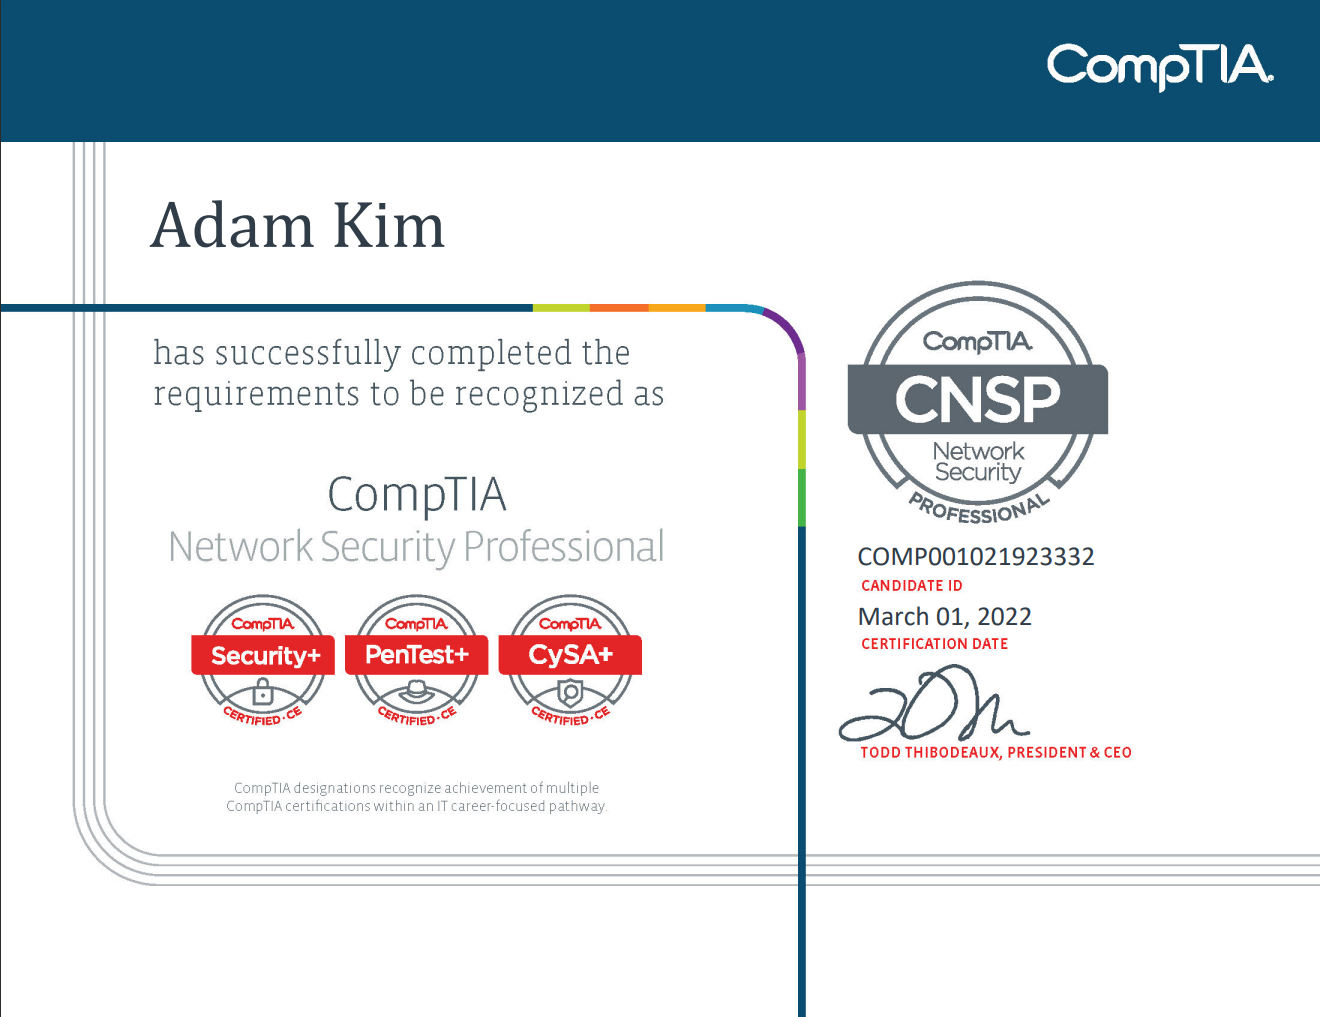 CompTIA.
Adam Kim
has successfully completed the
requirements to be recognized as
CompTIA
Network Security Professional
CompTIA.
Security+
CERTIFIED • CE
CompTIA.
PenTest+
CERTIFIED • CE
CompTIA.
CySA+
CERTIFIED • CE
CompTIA designations recognize achievement of multiple
CompTIA certifications within an IT career-focused pathway.
CompTIA.
CNSP
Network
Security
PROFESSIONAL
COMP001021923332
CANDIDATE ID
March 01, 2022
CERTIFICATION DATE
TODD THIBODEAUX, PRESIDENT & CEO